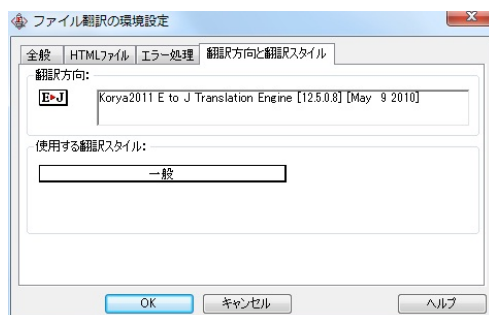 ファイル翻訳の環境設定
全般 HTMLファイル エラー処理 翻訳方向と翻訳スタイル
翻訳方向:
E▶J Korya2011 E to J Translation Engine [12.5.0.8] [May 9 2010]
使用する翻訳スタイル:
一般
OK キャンセル ヘルプ